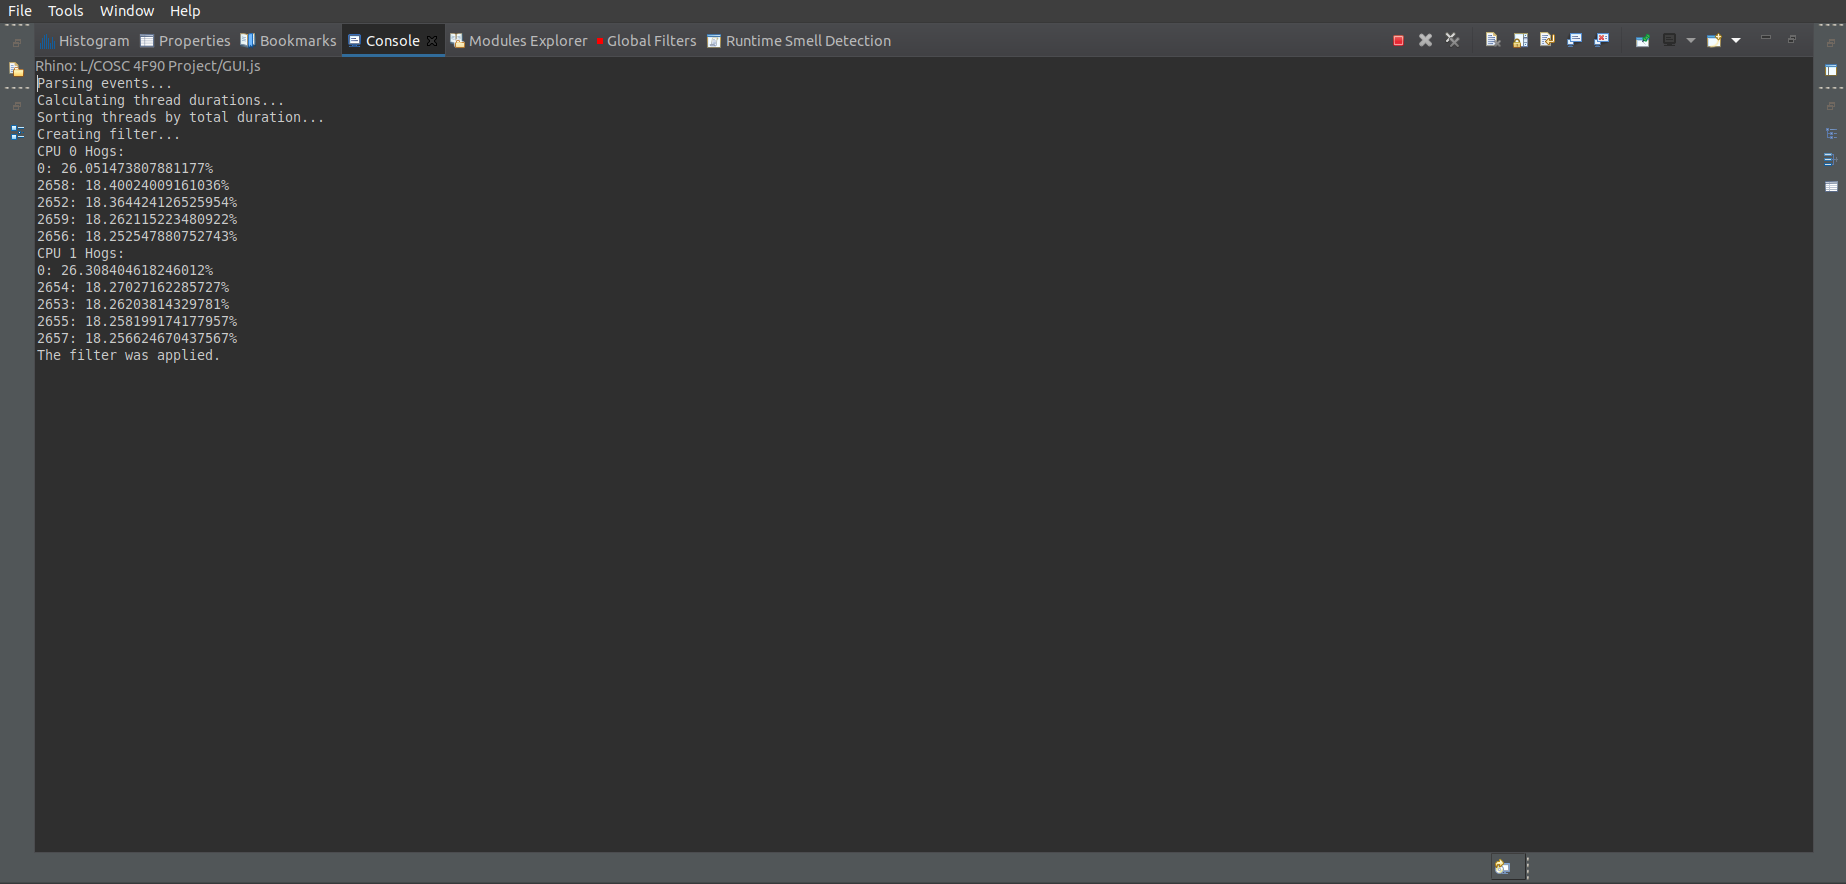 File Tools Window Help
Histogram Properties Bookmarks Console Modules Explorer Global Filters Runtime Smell Detection
Rhino: L/COSC 4F90 Project/GUI.js
Parsing events...
Calculating thread durations...
Sorting threads by total duration...
Creating filter...
CPU 0 Hogs:
0: 26.051473807881177%
2658: 18.40024009161036%
2652: 18.364424126525954%
2659: 18.262115223480922%
2656: 18.252547880752743%
CPU 1 Hogs:
0: 26.308404618246012%
2654: 18.27027162285727%
2653: 18.26203814329781%
2655: 18.258199174177957%
2657: 18.256624670437567%
The filter was applied.